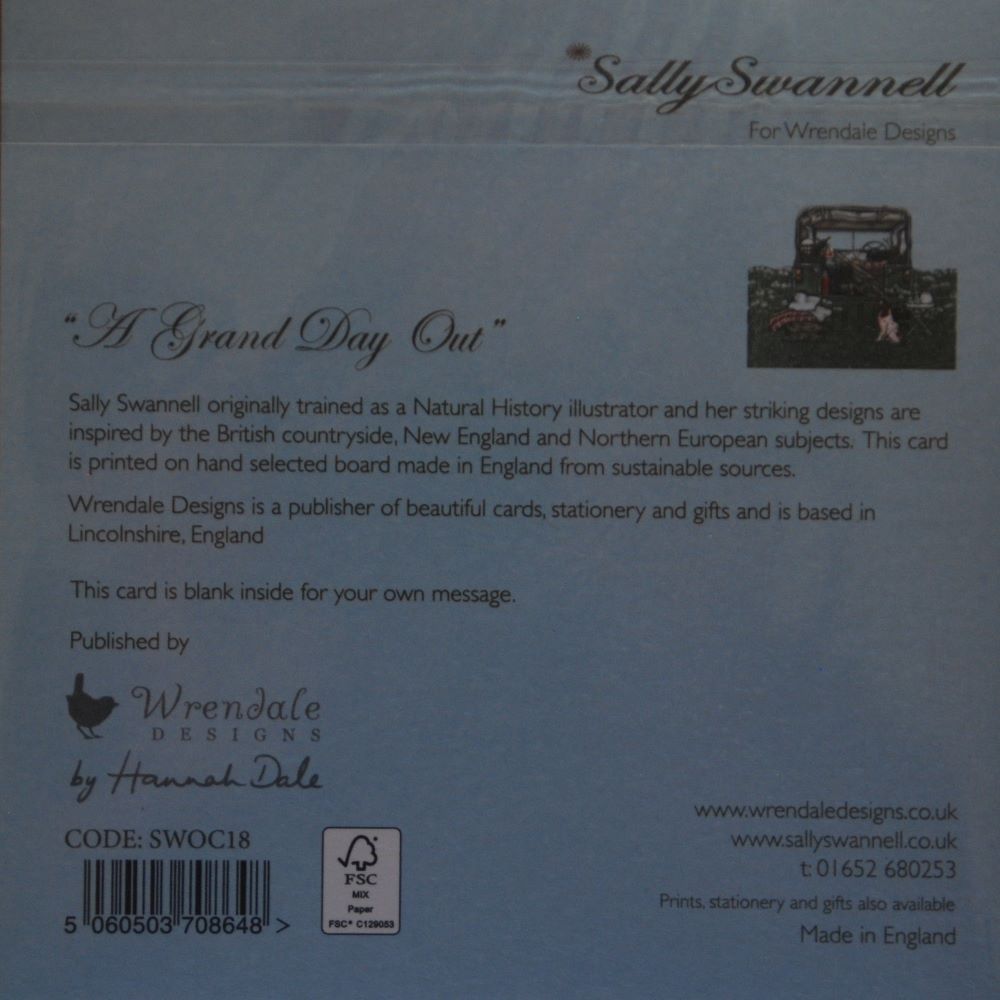 Sally Swannell
For Wrendale Designs
"A Grand Day Out"
Sally Swannell originally trained as a Natural History illustrator and her striking designs are
inspired by the British countryside, New England and Northern European subjects. This card
is printed on hand selected board made in England from sustainable sources.
Wrendale Designs is a publisher of beautiful cards, stationery and gifts and is based in
Lincolnshire, England
This card is blank inside for your own message.
Published by
Wrendale
DESIGNS
by Hannah Dale
CODE: SWOC18
5 060503 708648 >
FSC
MIX
Paper
FSC® C129053
www.wrendaledesigns.co.uk
www.sallyswannell.co.uk
t: 01652 680253
Prints, stationery and gifts also available
Made in England